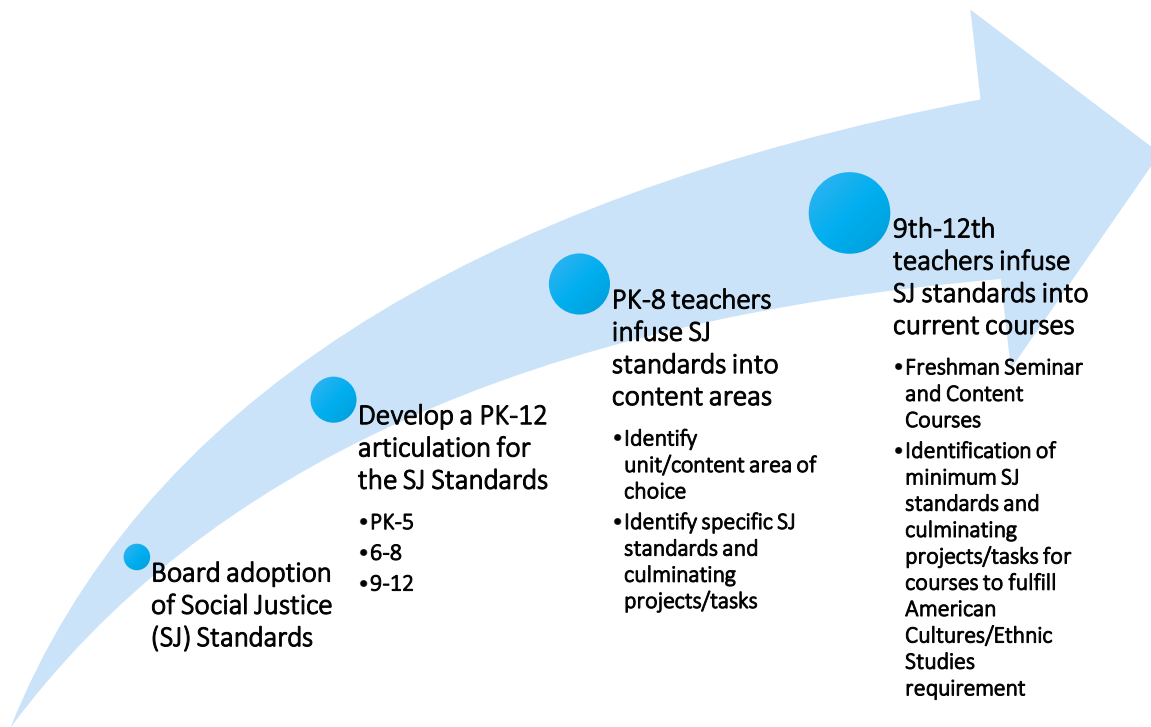 Board adoption
of Social Justice
(SJ) Standards
Develop a PK-12
articulation for
the SJ Standards
•PK-5
•6-8
•9-12
PK-8 teachers
infuse SJ
standards into
content areas
•Identify
unit/content area of
choice
•Identify specific SJ
standards and
culminating
projects/tasks
9th-12th
teachers infuse
SJ standards into
current courses
•Freshman Seminar
and Content
Courses
•Identification of
minimum SJ
standards and
culminating
projects/tasks for
courses to fulfill
American
Cultures/Ethnic
Studies
requirement